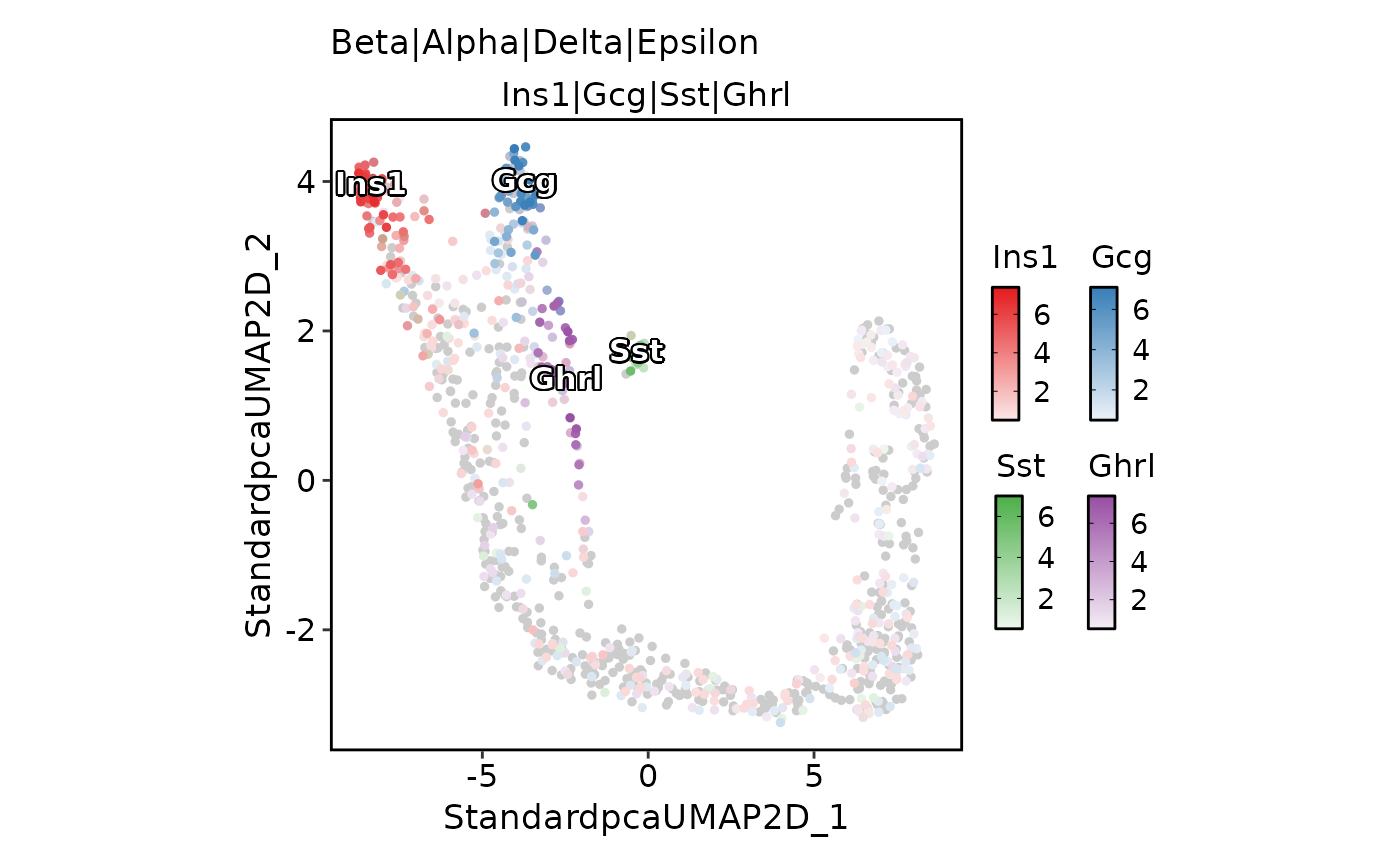 Beta|Alpha|Delta|Epsilon
Ins1|Gcg|Sst|Ghrl
StandardpcaUMAP2D_2
4
2
0
-2
Ins1
Gcg
Sst
Ghrl
-5 0 5
StandardpcaUMAP2D_1
Ins1 Gcg
6 6
4 4
2 2
Sst Ghrl
6 6
4 4
2 2